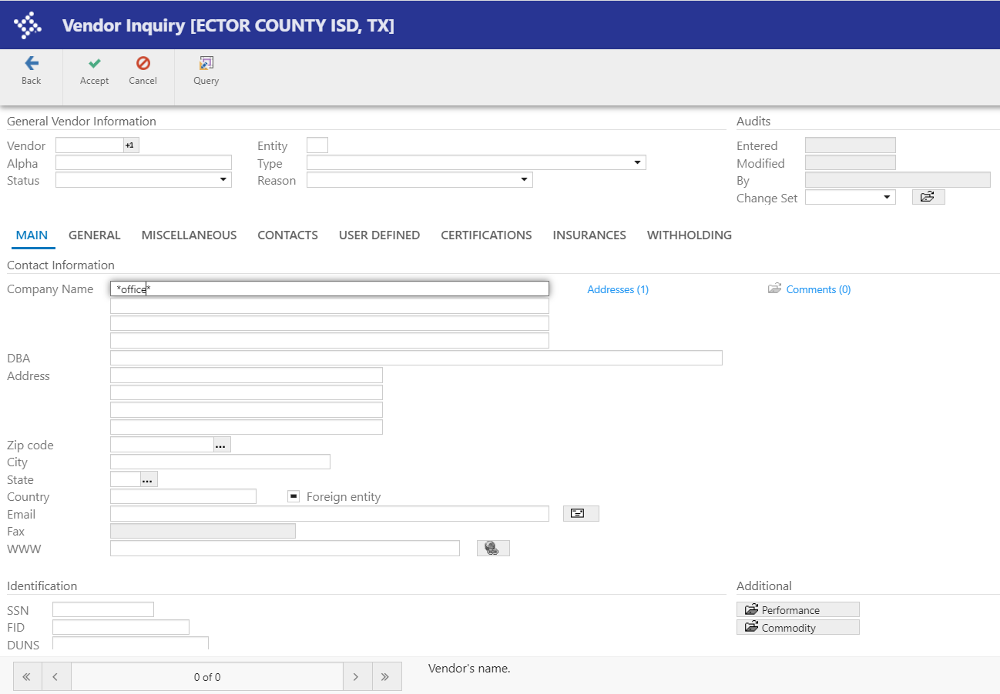 Vendor Inquiry [ECTOR COUNTY ISD, TX]
Back Accept Cancel Query
General Vendor Information
Audits
Vendor +1 Entity Entered
Alpha Type Modified
Status Reason By
Change Set
MAIN GENERAL MISCELLANEOUS CONTACTS USER DEFINED CERTIFICATIONS INSURANCES WITHHOLDING
Contact Information
Company Name *office* Addresses (1) Comments (0)
DBA
Address
Zip code ...
City
State ...
Country Foreign entity
Email
Fax
WWW
Identification
Additional
SSN Performance
FID Commodity
DUNS
« ‹ 0 of 0 › » Vendor's name.